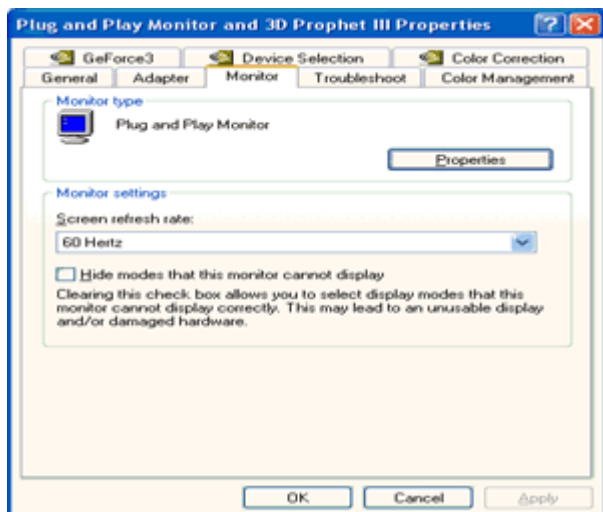 Plug and Play Monitor and 3D Prophet III Properties
GeForce3 Device Selection Color Correction
General Adapter Monitor Troubleshoot Color Management
Monitor type
Plug and Play Monitor
Properties
Monitor settings
Screen refresh rate:
60 Hertz
Hide modes that this monitor cannot display
Clearing this check box allows you to select display modes that this
monitor cannot display correctly. This may lead to an unusable display
and/or damaged hardware.
OK Cancel Apply